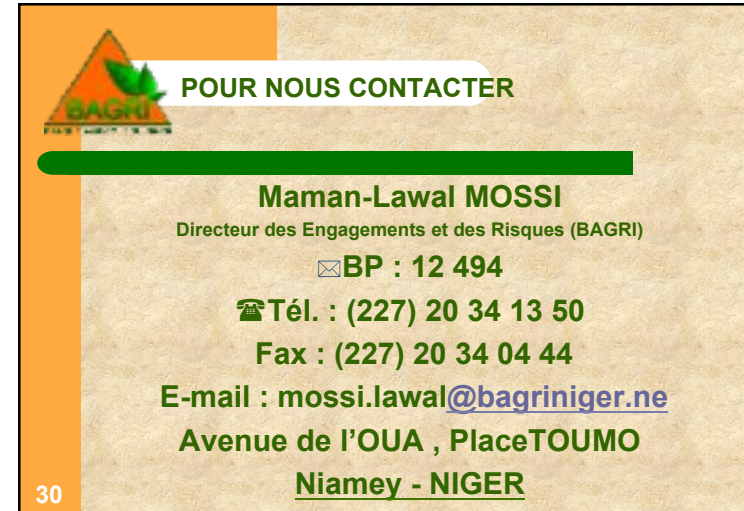 BAGRI
POUR NOUS CONTACTER
Maman-Lawal MOSSI
Directeur des Engagements et des Risques (BAGRI)
✉BP : 12 494
☎Tél. : (227) 20 34 13 50
Fax : (227) 20 34 04 44
E-mail : mossi.lawal@bagriniger.ne
Avenue de l’OUA , PlaceTOUMO
Niamey - NIGER
30